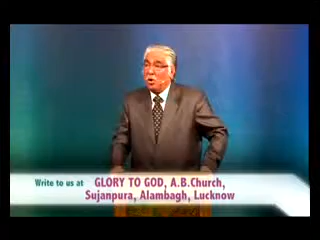 Write to us at GLORY TO GOD, A.B.Church,
Sujanpura, Alambagh, Lucknow